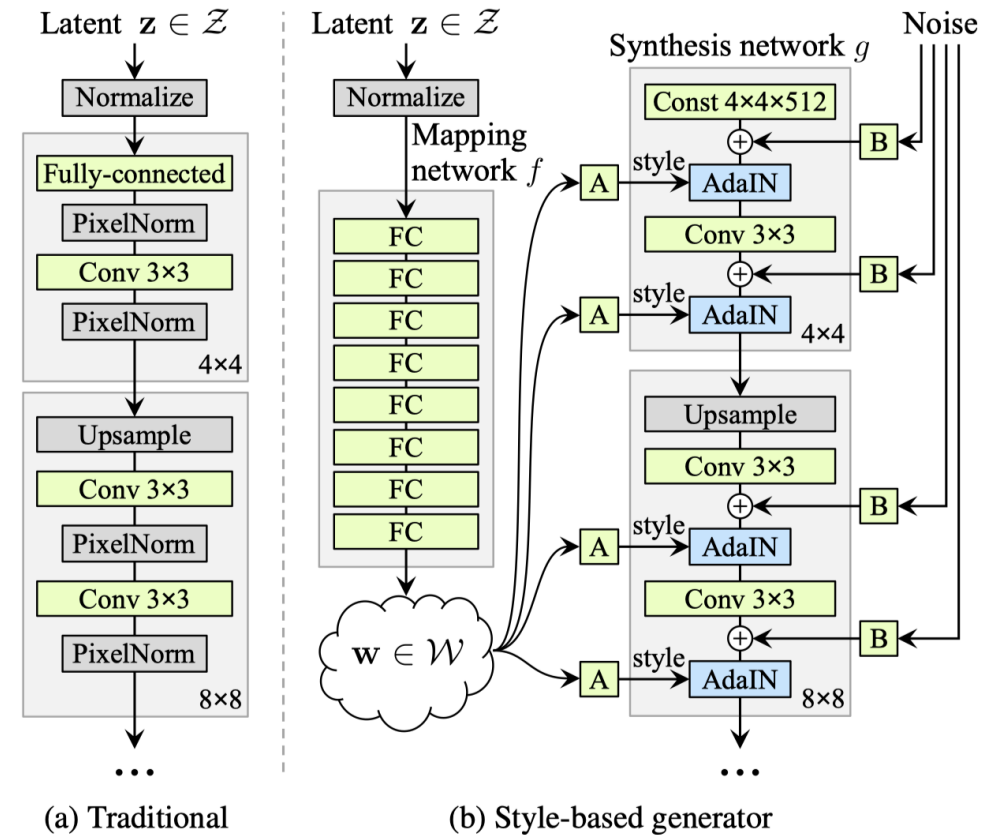 Latent z ∈ 𝒵
Normalize
Fully-connected
PixelNorm
Conv 3×3
PixelNorm
4×4
Upsample
Conv 3×3
PixelNorm
Conv 3×3
PixelNorm
8×8
...
(a) Traditional
Latent z ∈ 𝒵
Normalize
Mapping
network f
FC
FC
FC
FC
FC
FC
FC
FC
w ∈ 𝒲
Synthesis network g
Noise
Const 4×4×512
B
A
style
AdaIN
Conv 3×3
B
A
style
AdaIN
4×4
Upsample
Conv 3×3
B
A
style
AdaIN
Conv 3×3
B
A
style
AdaIN
8×8
...
(b) Style-based generator